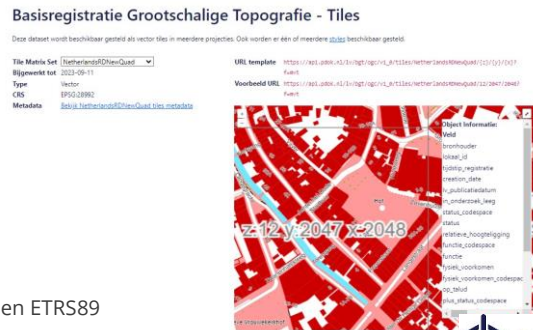 Basisregistratie Grootschalige Topografie - Tiles
Deze dataset wordt beschikbaar gesteld als vector tiles in meerdere projecties. Ook worden er één of meerdere styles beschikbaar gesteld.
Tile Matrix Set NetherlandsRDNewQuad
Bijgewerkt tot 2023-09-11
Type Vector
CRS EPSG:28992
Metadata Bekijk NetherlandsRDNewQuad tiles metadata
URL template https://api.pdok.nl/lv/bgt/ogc/v1_0/tiles/NetherlandsRDNewQuad/{z}/{y}/{x}?
f=mvt
Voorbeeld URL https://api.pdok.nl/lv/bgt/ogc/v1_0/tiles/NetherlandsRDNewQuad/12/2047/2048?
f=mvt
Object Informatie:
Veld
bronhouder
lokaal_id
tijdstip_registratie
creation_date
lv_publicatiedatum
in_onderzoek_leeg
status_codespace
status
relatieve_hoogteligging
functie_codespace
functie
fysiek_voorkomen
fysiek_voorkomen_codespac
op_talud
plus_status_codespace
Hof
z:12 y:2047 x:2048
en ETRS89